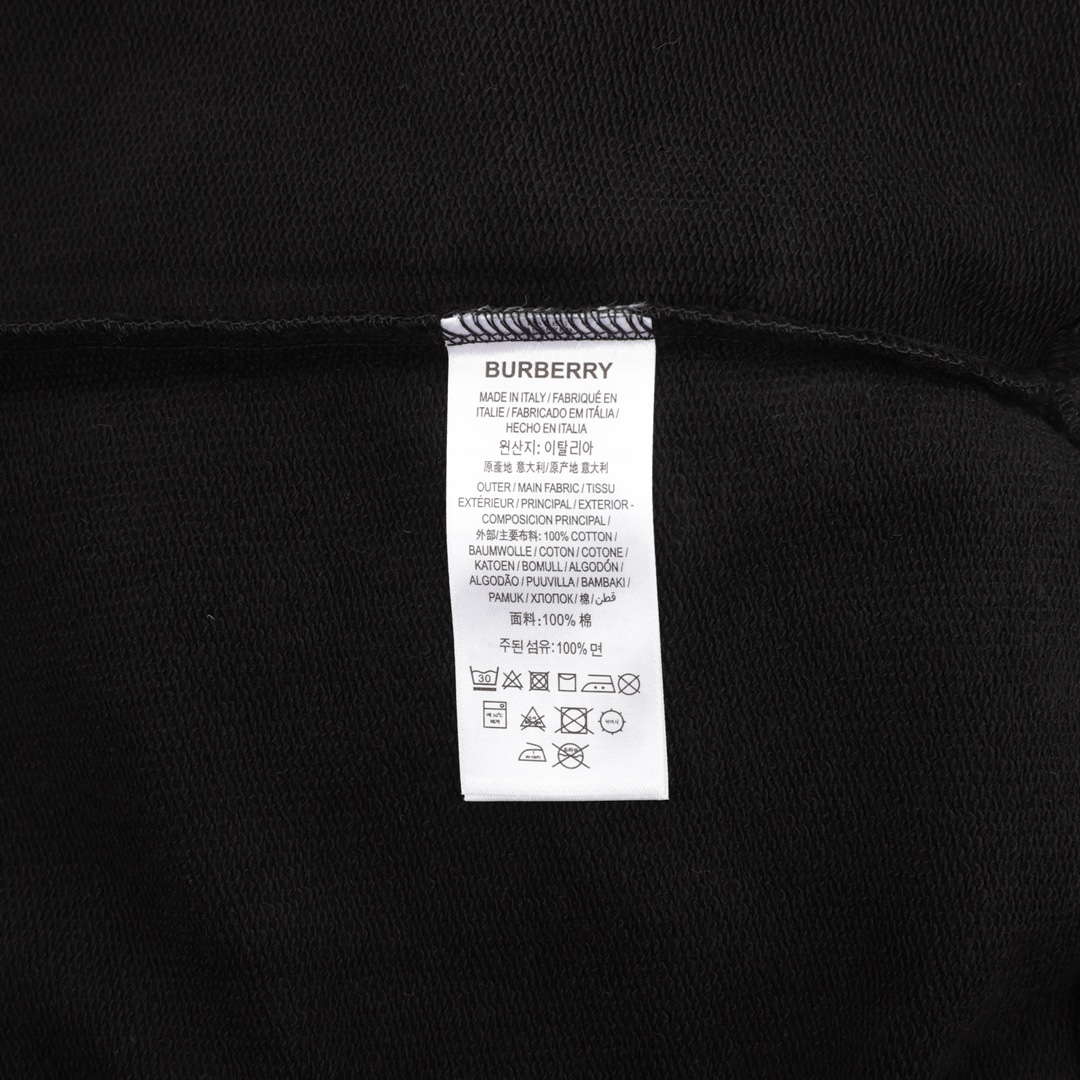 BURBERRY
MADE IN ITALY / FABRIQUÉ EN
ITALIE / FABRICADO EM ITÁLIA /
HECHO EN ITALIA
원산지: 이탈리아
原產地 意大利/原产地 意大利
OUTER / MAIN FABRIC / TISSU
EXTÉRIEUR / PRINCIPAL / EXTERIOR -
COMPOSICION PRINCIPAL /
外部/主要布料: 100% COTTON /
BAUMWOLLE / COTON / COTONE /
KATOEN / BOMULL / ALGODÓN /
ALGODÃO / PUUVILLA / BAMBAKI /
PAMUK / ХЛОПОК / 棉 / قطن
面料:100% 棉
주된 섬유:100% 면
30